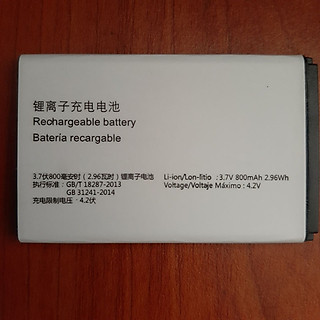 锂离子充电电池
Reohargeable battery
Batería recargable
3.7伏800毫安时（2.96瓦时）锂离子电池
执行标准：GB/T 18287-2013
GB 31241-2014
充电限制电压：4.2伏
Li-ion/Lon-litio : 3.7V 800mAh 2.96Wh
Voltage/Voltaje Máximo : 4.2V